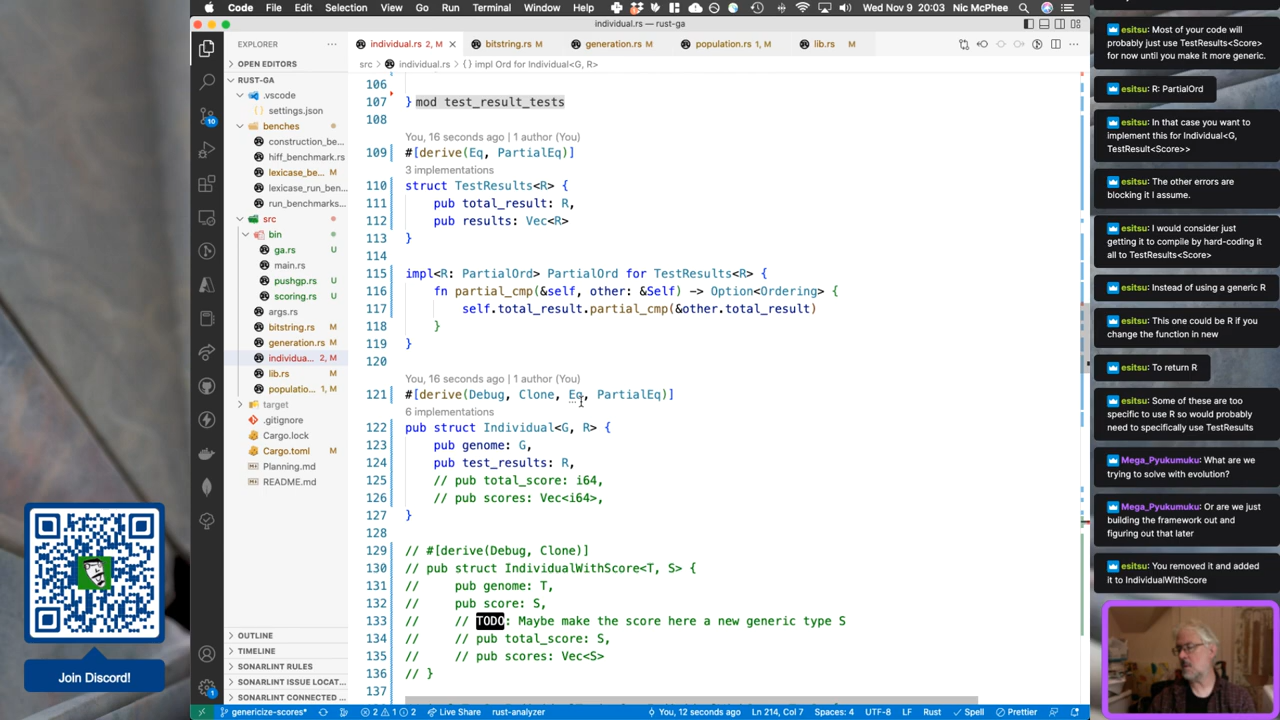 Code File Edit Selection View Go Run Terminal Window Help Wed Nov 9 20:03 Nic McPhee
individual.rs — rust-ga
EXPLORER
individual.rs 2, M
bitstring.rs M
generation.rs M
population.rs 1, M
lib.rs M
src > individual.rs > { } impl Ord for Individual<G, R>
OPEN EDITORS
RUST-GA
.vscode
settings.json
benches
construction_be...
hiff_benchmark.rs
lexicase_be... M
lexicase_run_ben...
run_benchmarks...
src
bin
ga.rs U
main.rs
pushgp.rs U
scoring.rs U
args.rs
bitstring.rs M
generation.rs M
individua... 2, M
lib.rs M
populatio... 1, M
target
.gitignore
Cargo.lock
Cargo.toml M
Planning.md
README.md
OUTLINE
TIMELINE
SONARLINT RULES
SONARLINT ISSUE LOCAT...
SONARLINT CONNECTED ...
106
107 } mod test_result_tests
108
You, 16 seconds ago | 1 author (You)
109 #[derive(Eq, PartialEq)]
3 implementations
110 struct TestResults<R> {
111 pub total_result: R,
112 pub results: Vec<R>
113 }
114
115 impl<R: PartialOrd> PartialOrd for TestResults<R> {
116 fn partial_cmp(&self, other: &Self) -> Option<Ordering> {
117 self.total_result.partial_cmp(&other.total_result)
118 }
119 }
120
You, 16 seconds ago | 1 author (You)
121 #[derive(Debug, Clone, Eq, PartialEq)]
6 implementations
122 pub struct Individual<G, R> {
123 pub genome: G,
124 pub test_results: R,
125 // pub total_score: i64,
126 // pub scores: Vec<i64>,
127 }
128
129 // #[derive(Debug, Clone)]
130 // pub struct IndividualWithScore<T, S> {
131 // pub genome: T,
132 // pub score: S,
133 // // TODO: Maybe make the score here a new generic type S
134 // // pub total_score: S,
135 // // pub scores: Vec<S>
136 // }
137
10
1
genericize-scores* 2 1 2 Live Share rust-analyzer You, 12 seconds ago Ln 214, Col 7 Spaces: 4 UTF-8 LF Rust Spell Prettier
Join Discord!
esitsu: Most of your code will
probably just use TestResults<Score>
for now until you make it more generic.
esitsu: R: PartialOrd
esitsu: In that case you want to
implement this for Individual<G,
TestResult<Score>>
esitsu: The other errors are
blocking it I assume.
esitsu: I would consider just
getting it to compile by hard-coding it
all to TestResults<Score>
esitsu: Instead of using a generic R
esitsu: This one could be R if you
change the function in new
esitsu: To return R
esitsu: Some of these are too
specific to use R so would probably
need to specifically use TestResults
Mega_Pyukumuku: What are we
trying to solve with evolution?
Mega_Pyukumuku: Or are we just
building the framework out and
figuring out that later
esitsu: You removed it and added
it to IndividualWithScore